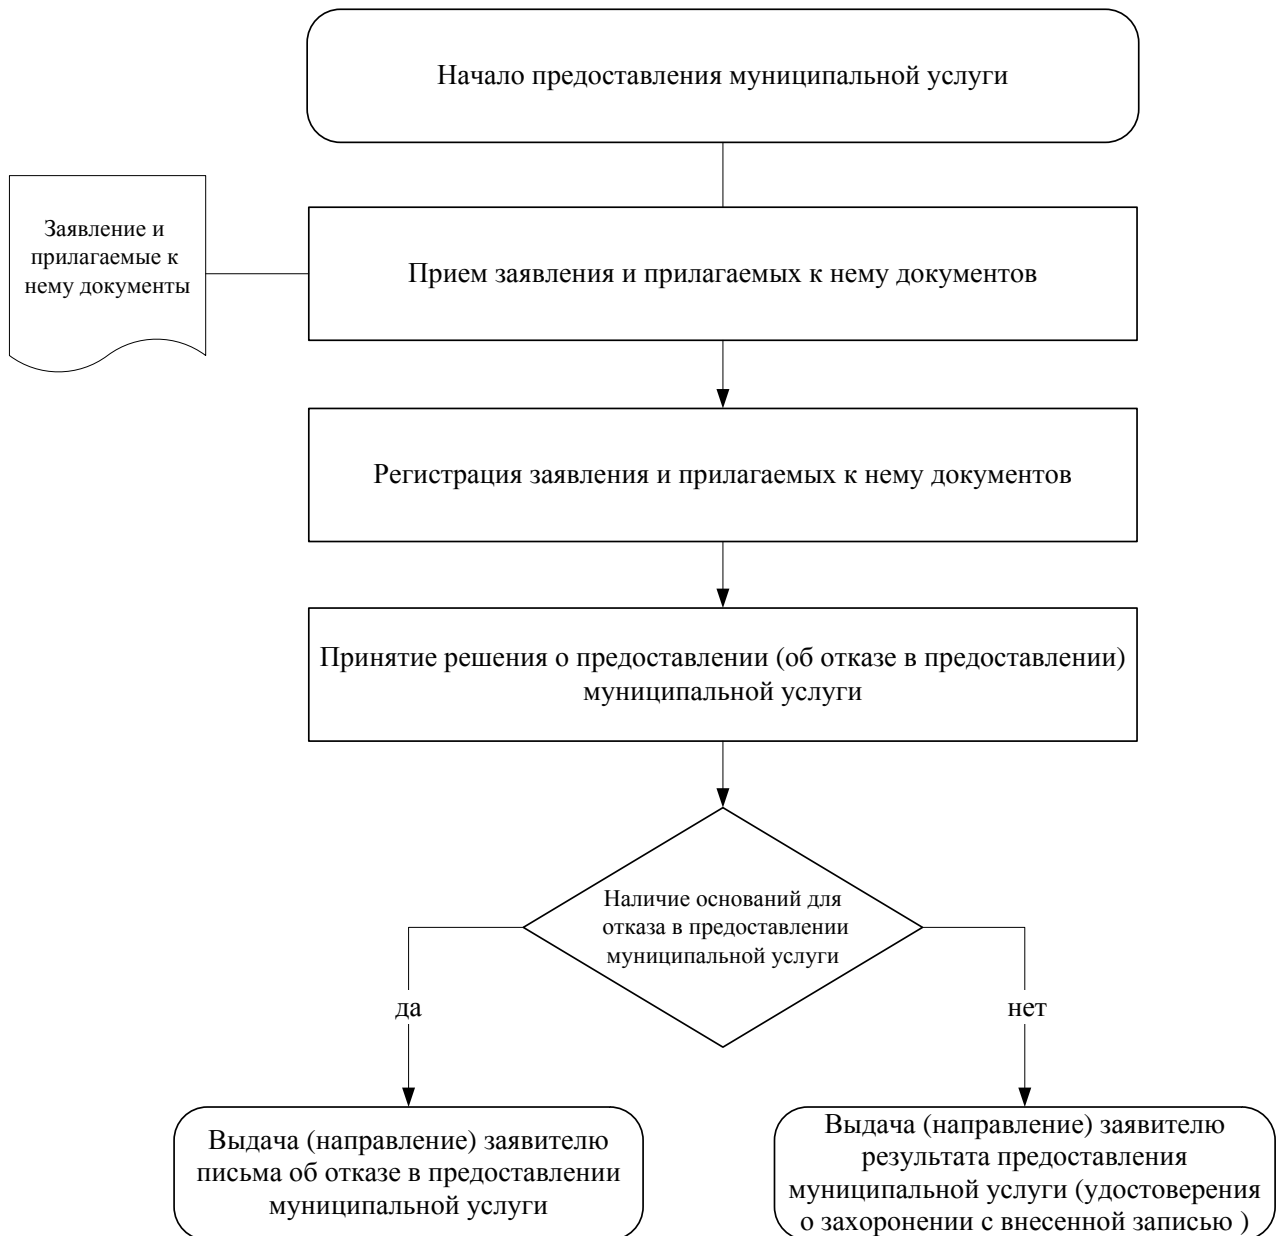 Начало предоставления муниципальной услуги
Заявление и
прилагаемые к
нему документы
Прием заявления и прилагаемых к нему документов
Регистрация заявления и прилагаемых к нему документов
Принятие решения о предоставлении (об отказе в предоставлении)
муниципальной услуги
Наличие оснований для
отказа в предоставлении
муниципальной услуги
да
нет
Выдача (направление) заявителю
письма об отказе в предоставлении
муниципальной услуги
Выдача (направление) заявителю
результата предоставления
муниципальной услуги (удостоверения
о захоронении с внесенной записью )